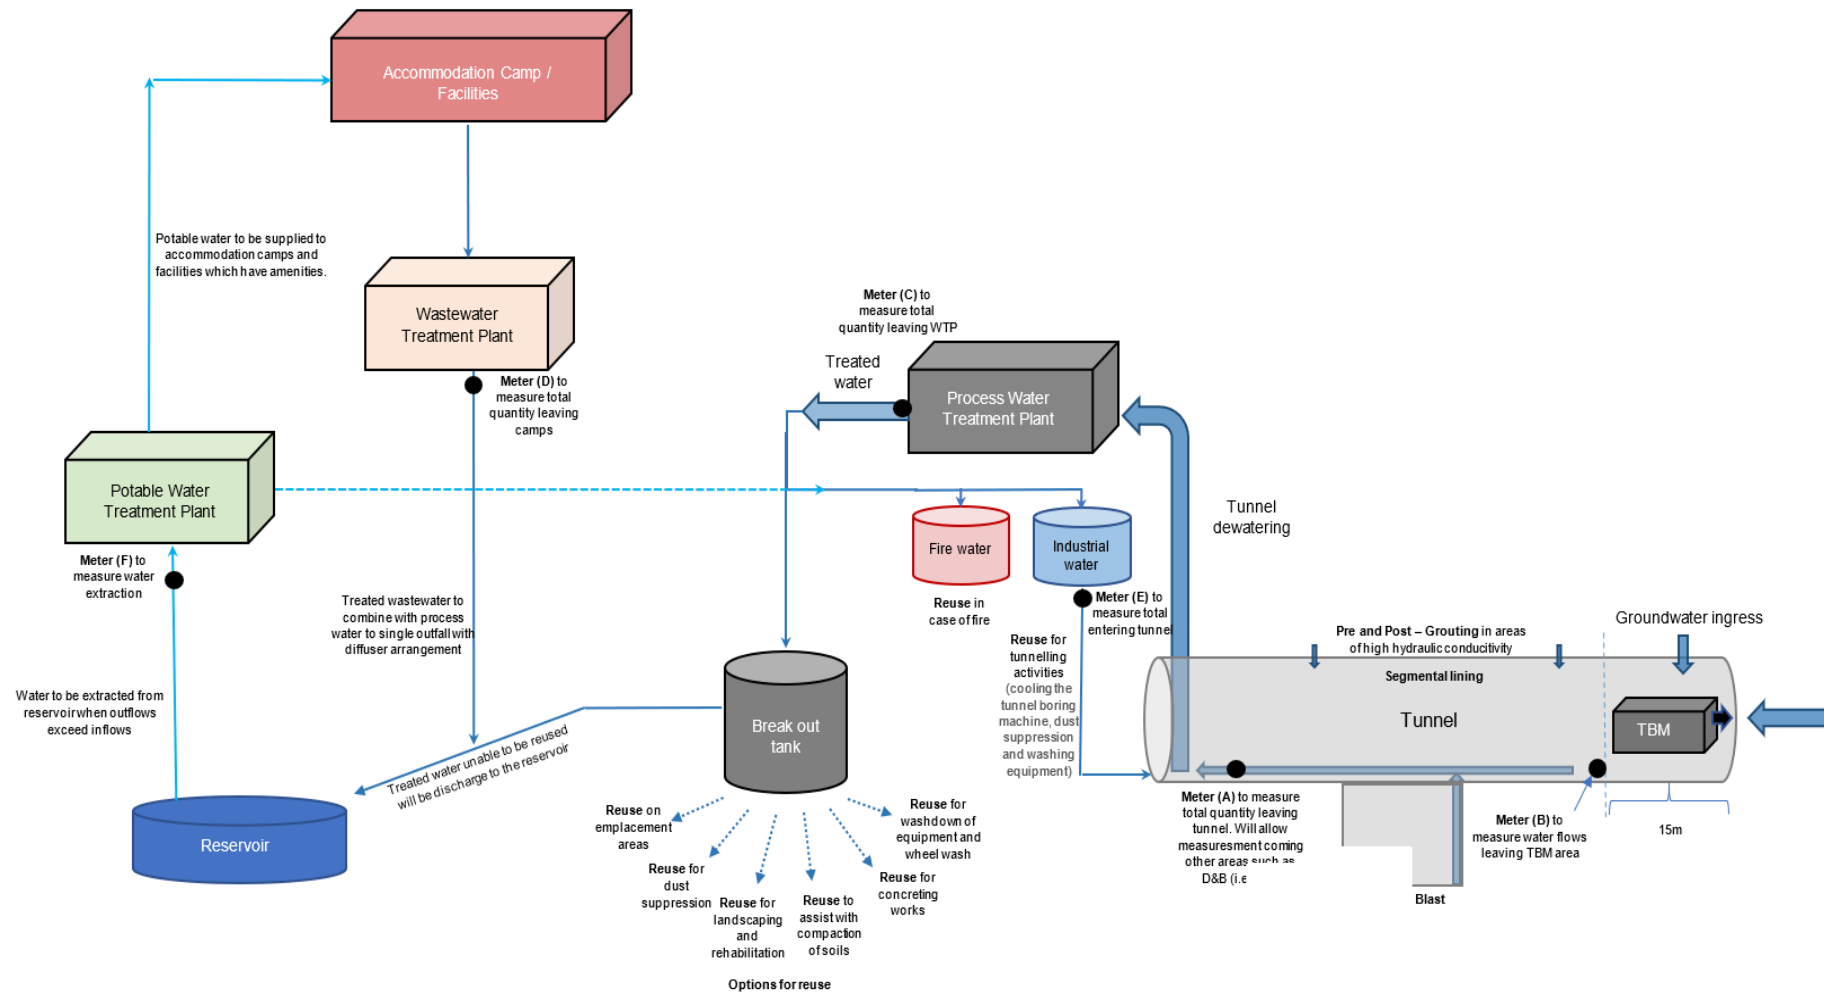 Accommodation Camp /
Facilities
Potable water to be supplied to
accommodation camps and
facilities which have amenities.
Wastewater
Treatment Plant
Meter (D) to
measure total
quantity leaving
camps
Meter (C) to
measure total
quantity leaving WTP
Treated
water
Process Water
Treatment Plant
Potable Water
Treatment Plant
Meter (F) to
measure water
extraction
Tunnel
dewatering
Fire water
Industrial
water
Reuse in
case of fire
Meter (E) to
measure total
entering tunnel
Reuse for
tunnelling
activities
(cooling the
tunnel boring
machine, dust
suppression
and washing
equipment)
Treated wastewater to
combine with process
water to single outfall with
diffuser arrangement
Water to be extracted from
reservoir when outflows
exceed inflows
Groundwater ingress
Pre and Post – Grouting in areas
of high hydraulic conducitivity
Segmental lining
Tunnel
TBM
Break out
tank
Treated water unable to be reused
will be discharge to the reservoir
Reservoir
Meter (A) to measure
total quantity leaving
tunnel. Will allow
measuresment coming
other areas such as
D&B (i.e
Meter (B) to
measure water flows
leaving TBM area
15m
Blast
Reuse on
emplacement
areas
Reuse for
dust
suppression
Reuse for
landscaping
and
rehabilitation
Reuse to
assist with
compaction
of soils
Reuse for
concreting
works
Reuse for
washdown of
equipment and
wheel wash
Options for reuse